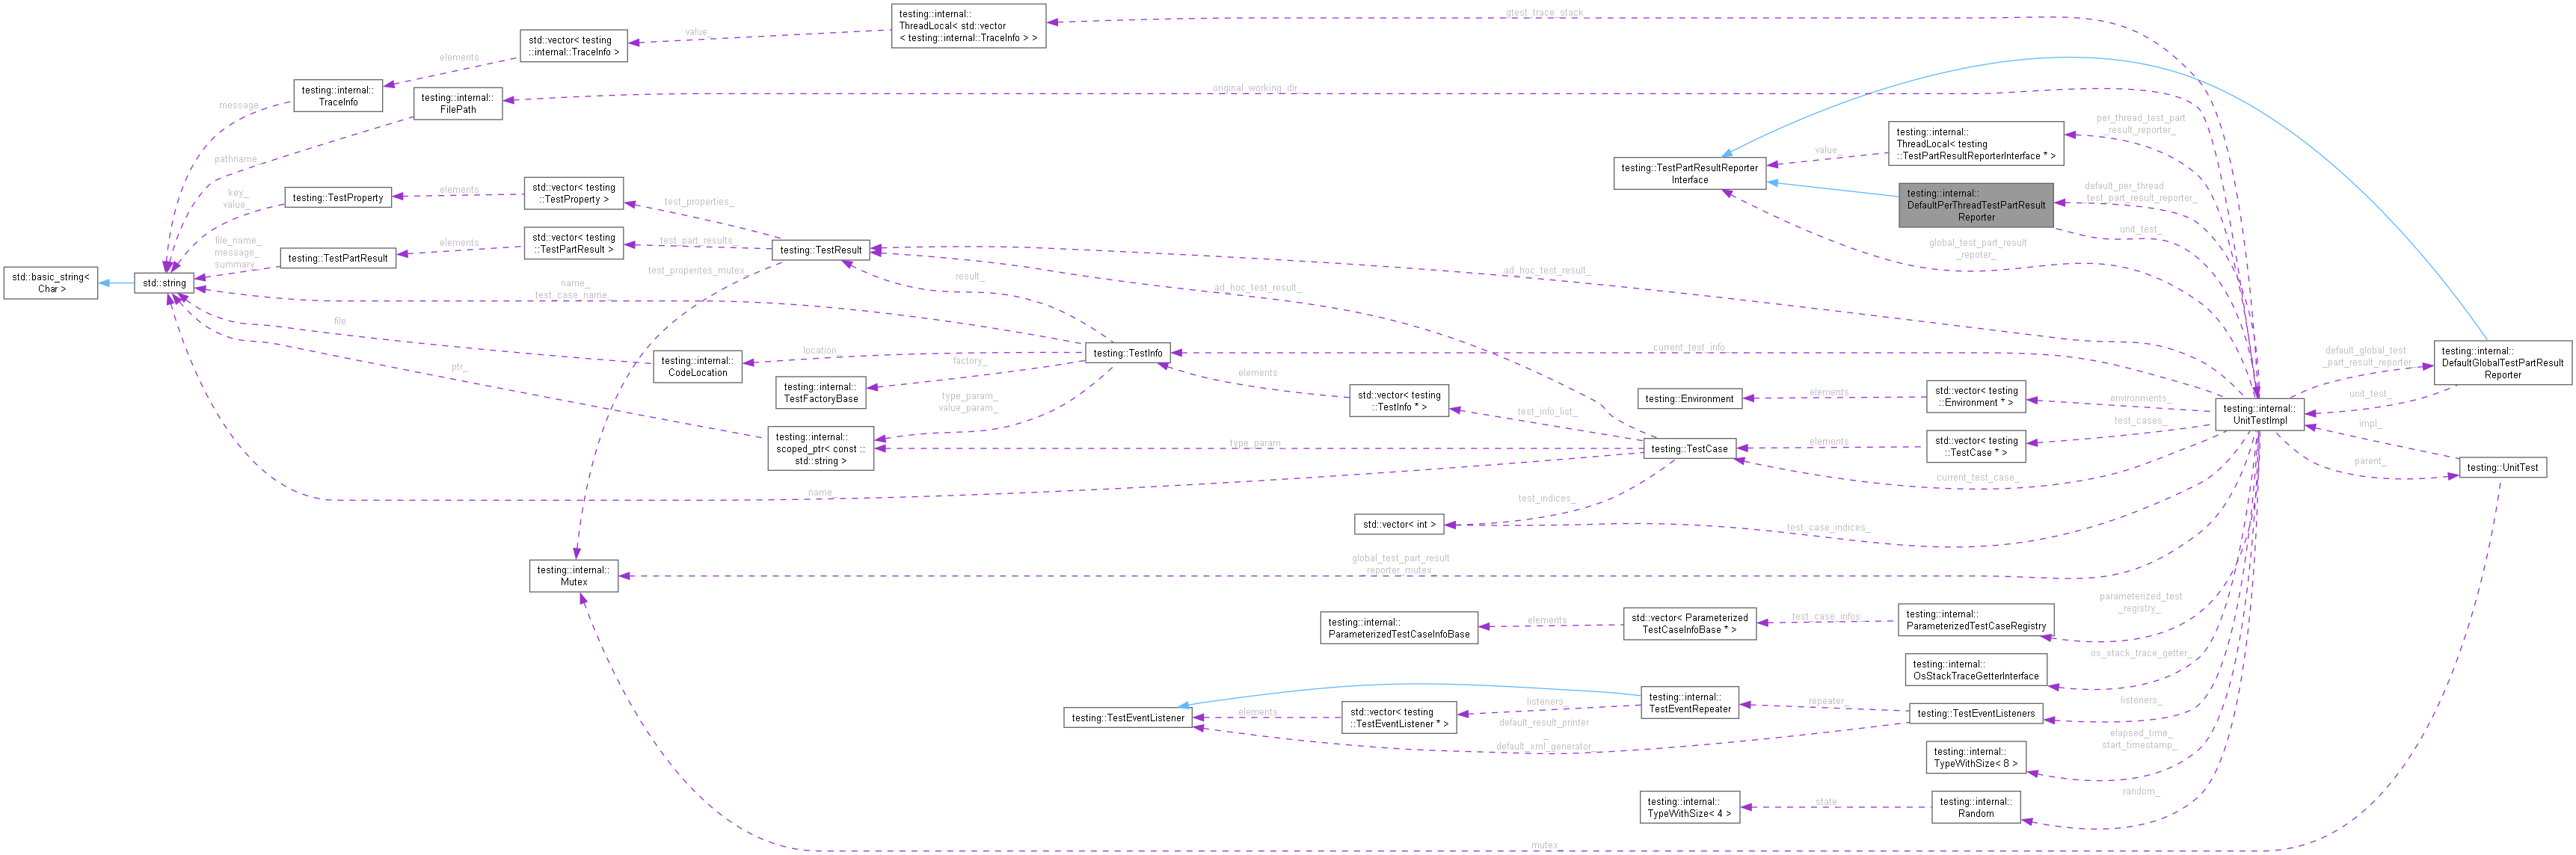 testing::internal::
ThreadLocal< std::vector
< testing::internal::TraceInfo > >
gtest_trace_stack_
std::vector< testing
::internal::TraceInfo >
value_
elements
testing::internal::
TraceInfo
message
testing::internal::
FilePath
original_working_dir_
pathname_
testing::internal::
ThreadLocal< testing
::TestPartResultReporterInterface * >
per_thread_test_part
_result_reporter_
value_
testing::TestPartResultReporter
Interface
testing::internal::
DefaultPerThreadTestPartResult
Reporter
default_per_thread
_test_part_result_reporter_
unit_test_
global_test_part_result
_repoter_
testing::TestProperty
elements
std::vector< testing
::TestProperty >
test_properties_
key_
value_
testing::TestPartResult
elements
std::vector< testing
::TestPartResult >
test_part_results_
file_name_
message_
summary_
testing::TestResult
test_properites_mutex_
result_
ad_hoc_test_result_
ad_hoc_test_result_
std::basic_string<
Char >
std::string
name_
test_case_name_
file
testing::internal::
CodeLocation
location_
testing::TestInfo
current_test_info_
factory_
testing::internal::
TestFactoryBase
ptr_
type_param_
value_param_
testing::internal::
scoped_ptr< const ::
std::string >
elements
std::vector< testing
::TestInfo * >
test_info_list_
type_param_
testing::TestCase
name_
testing::Environment
elements
std::vector< testing
::Environment * >
environments_
elements
std::vector< testing
::TestCase * >
test_cases_
current_test_case_
testing::internal::
UnitTestImpl
default_global_test
_part_result_reporter_
testing::internal::
DefaultGlobalTestPartResult
Reporter
unit_test_
impl_
parent_
testing::UnitTest
test_indices_
std::vector< int >
test_case_indices_
testing::internal::
Mutex
global_test_part_result
_reporter_mutex_
testing::internal::
ParameterizedTestCaseInfoBase
elements
std::vector< Parameterized
TestCaseInfoBase * >
test_case_infos_
testing::internal::
ParameterizedTestCaseRegistry
parameterized_test
_registry_
testing::internal::
OsStackTraceGetterInterface
os_stack_trace_getter_
testing::TestEventListener
elements
std::vector< testing
::TestEventListener * >
listeners_
testing::internal::
TestEventRepeater
repeater_
testing::TestEventListeners
listeners_
default_result_printer
_
default_xml_generator_
testing::internal::
TypeWithSize< 8 >
elapsed_time_
start_timestamp_
testing::internal::
TypeWithSize< 4 >
state_
testing::internal::
Random
random_
mutex_